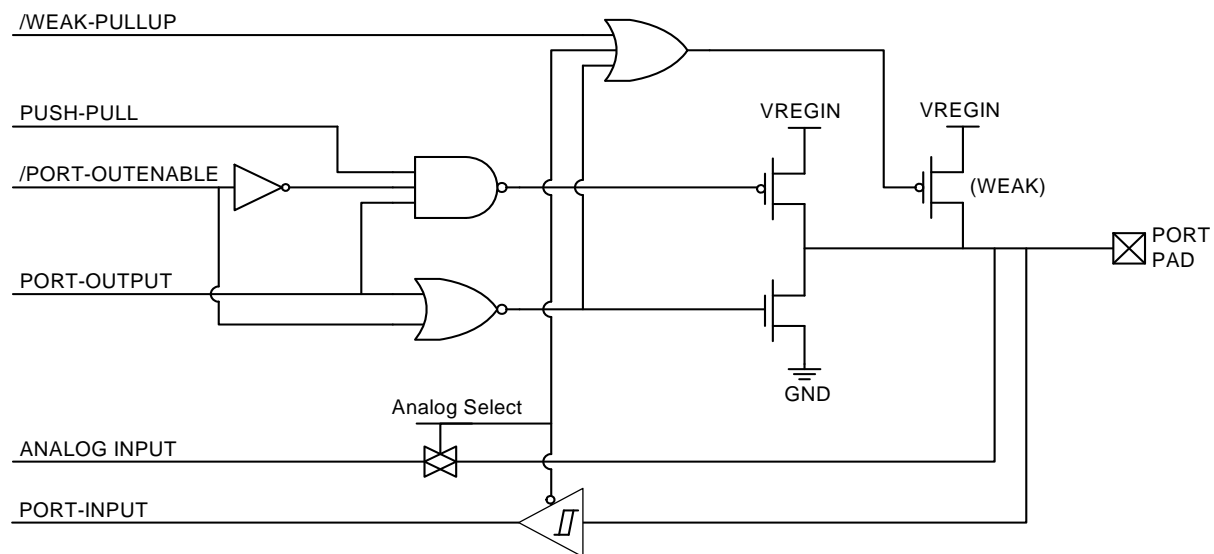 /WEAK-PULLUP
PUSH-PULL
VREGIN
VREGIN
/PORT-OUTENABLE
(WEAK)
PORT
PAD
PORT-OUTPUT
GND
Analog Select
ANALOG INPUT
PORT-INPUT